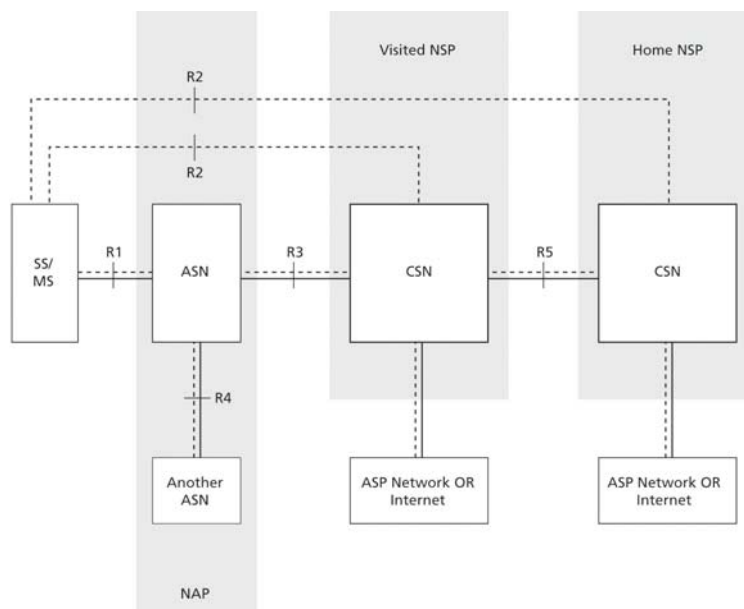 Visited NSP
Home NSP
R2
R2
SS/
MS
R1
ASN
R3
CSN
R5
CSN
R4
Another
ASN
ASP Network OR
Internet
ASP Network OR
Internet
NAP